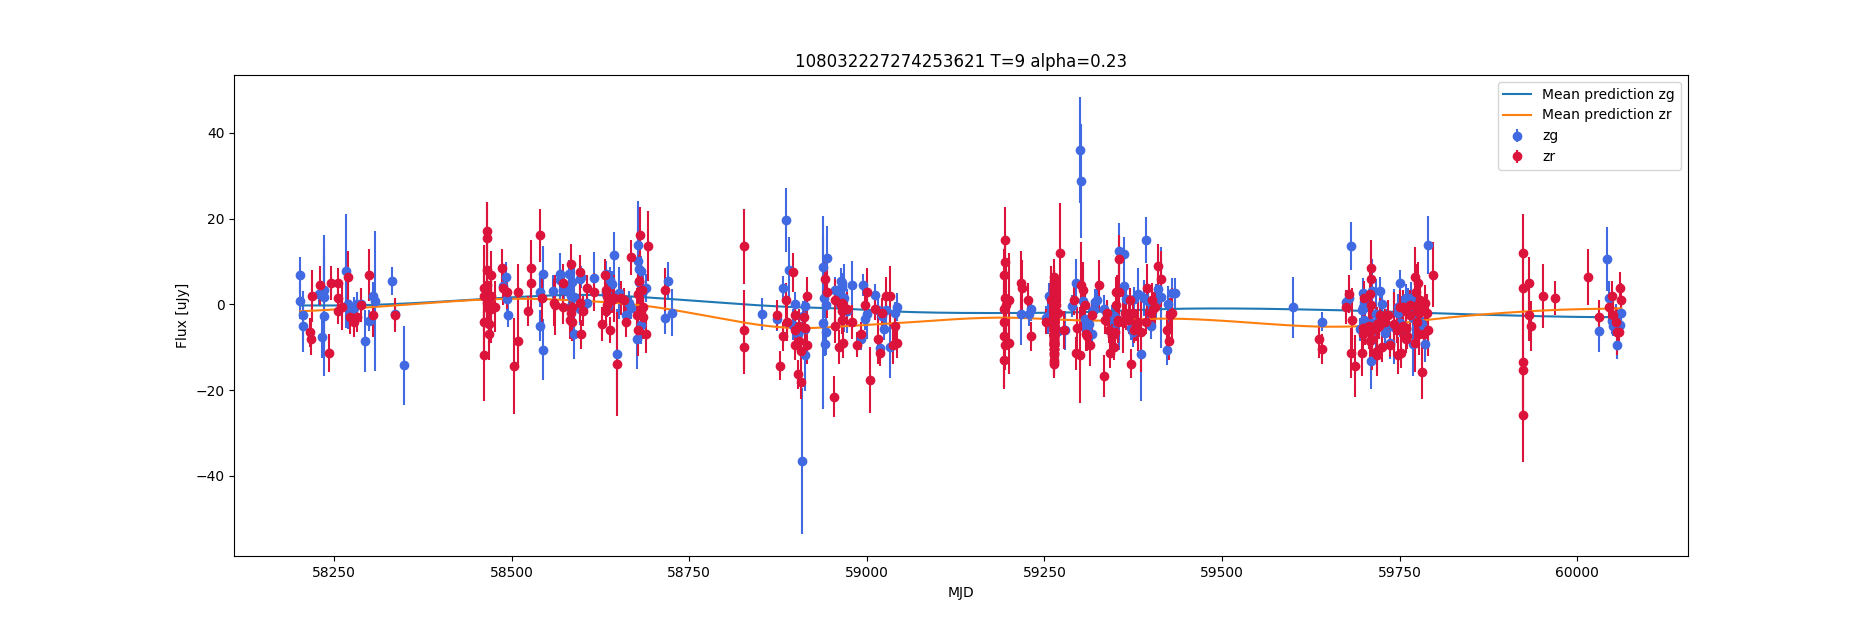 108032227274253621 T=9 alpha=0.23
Mean prediction zg
Mean prediction zr
zg
zr
Flux [uJy]
40
20
0
−20
−40
58250 58500 58750 59000 59250 59500 59750 60000
MJD